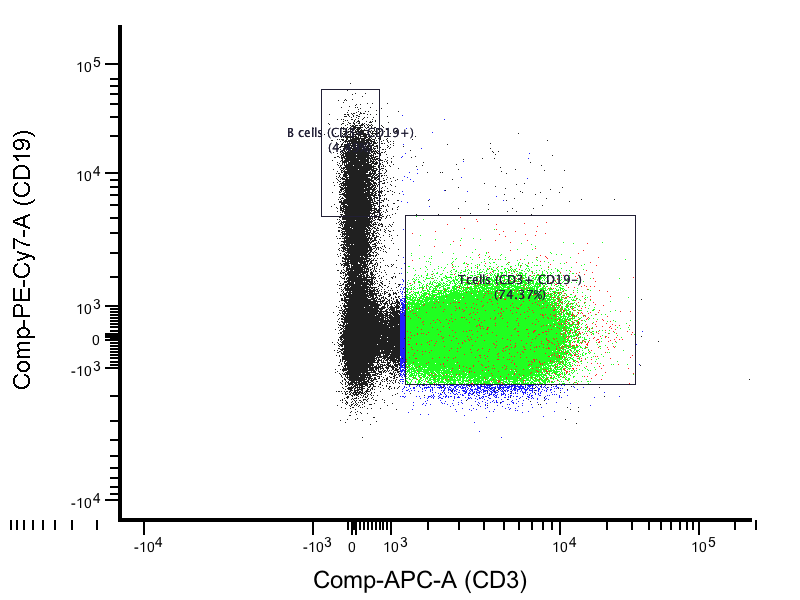 Comp-PE-Cy7-A (CD19)
10^5
B cells CD19+)
10^4
Tcells (CD3+ CD19-)
(74.37%)
10^3
0
-10^3
-10^4
-10^4 -10^3 0 10^3 10^4 10^5
Comp-APC-A (CD3)